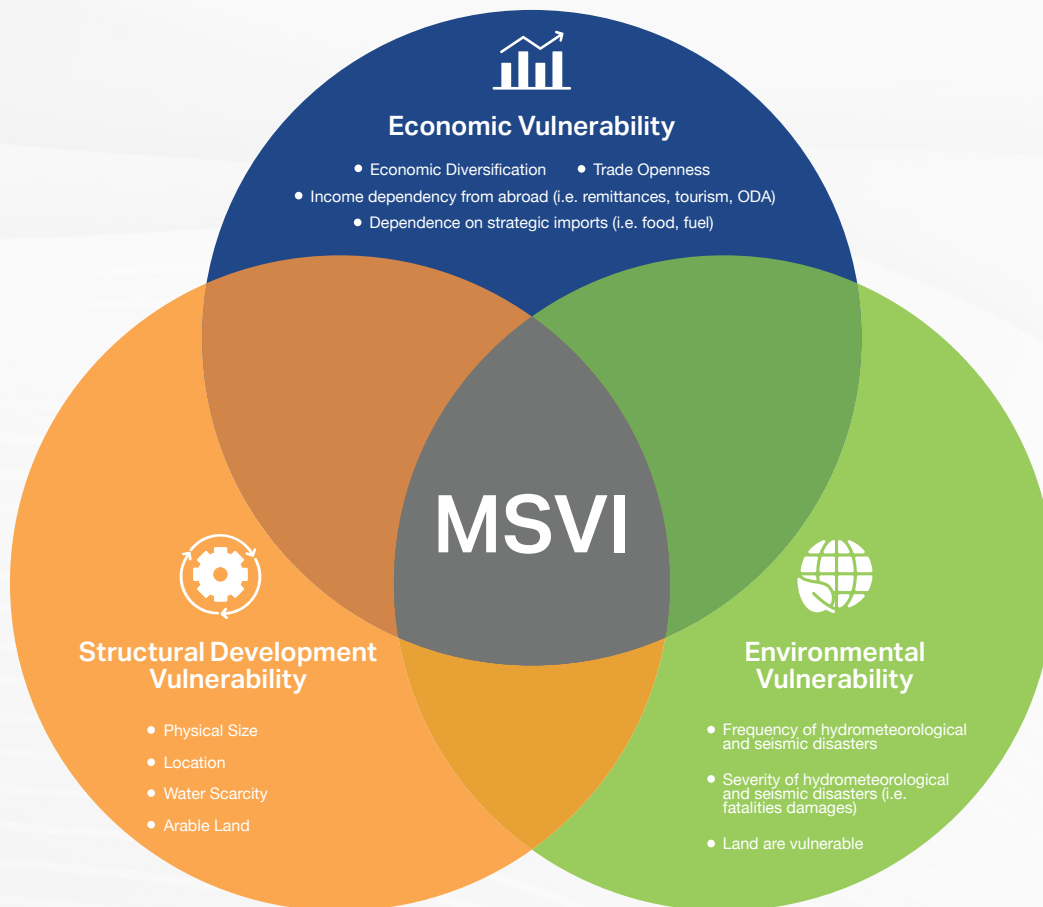 Economic Vulnerability
• Economic Diversification • Trade Openness
• Income dependency from abroad (i.e. remittances, tourism, ODA)
• Dependence on strategic imports (i.e. food, fuel)
MSVI
Structural Development
Vulnerability
• Physical Size
• Location
• Water Scarcity
• Arable Land
Environmental
Vulnerability
• Frequency of hydrometeorological
and seismic disasters
• Severity of hydrometeorological
and seismic disasters (i.e.
fatalities damages)
• Land are vulnerable